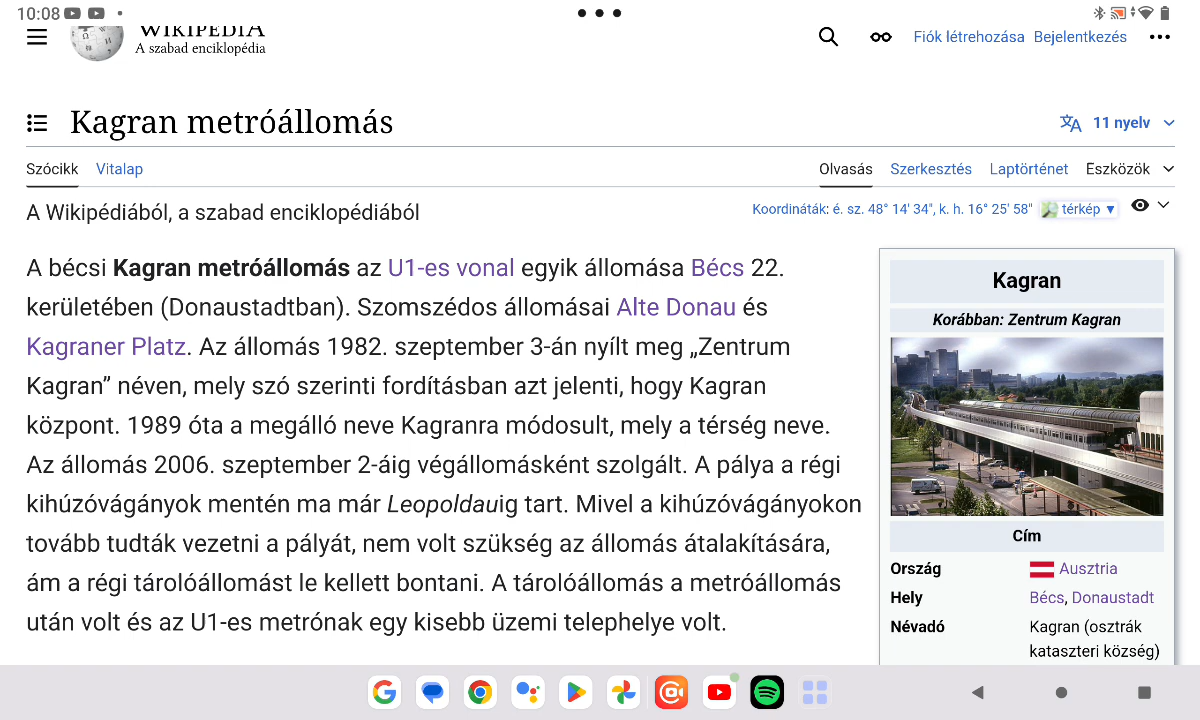 10:08
WIKIPÉDIA
A szabad enciklopédia
Fiók létrehozása Bejelentkezés
Kagran metróállomás
11 nyelv
Szócikk Vitalap
Olvasás Szerkesztés Laptörténet Eszközök
A Wikipédiából, a szabad enciklopédiából
Koordináták: é. sz. 48° 14′ 34″, k. h. 16° 25′ 58″ térkép ▼
A bécsi Kagran metróállomás az U1-es vonal egyik állomása Bécs 22.
kerületében (Donaustadtban). Szomszédos állomásai Alte Donau és
Kagraner Platz. Az állomás 1982. szeptember 3-án nyílt meg „Zentrum
Kagran” néven, mely szó szerinti fordításban azt jelenti, hogy Kagran
központ. 1989 óta a megálló neve Kagranra módosult, mely a térség neve.
Az állomás 2006. szeptember 2-áig végállomásként szolgált. A pálya a régi
kihúzóvágányok mentén ma már Leopoldauig tart. Mivel a kihúzóvágányokon
tovább tudták vezetni a pályát, nem volt szükség az állomás átalakítására,
ám a régi tárolóállomást le kellett bontani. A tárolóállomás a metróállomás
után volt és az U1-es metrónak egy kisebb üzemi telephelye volt.
Kagran
Korábban: Zentrum Kagran
Cím
Ország Ausztria
Hely Bécs, Donaustadt
Névadó Kagran (osztrák
kataszteri község)